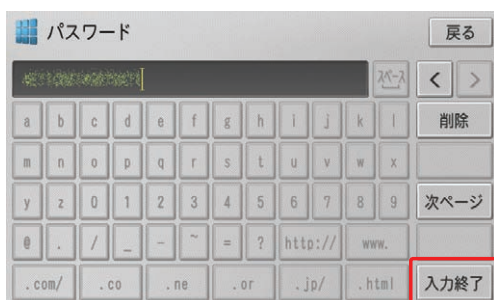 パスワード 戻る
スペース < >
a b c d e f g h i j k l 削除
m n o p q r s t u v w x
y z 0 1 2 3 4 5 6 7 8 9 次ページ
@ . / _ - ~ = ? http:// www.
.com/ .co .ne .or .jp/ .html 入力終了